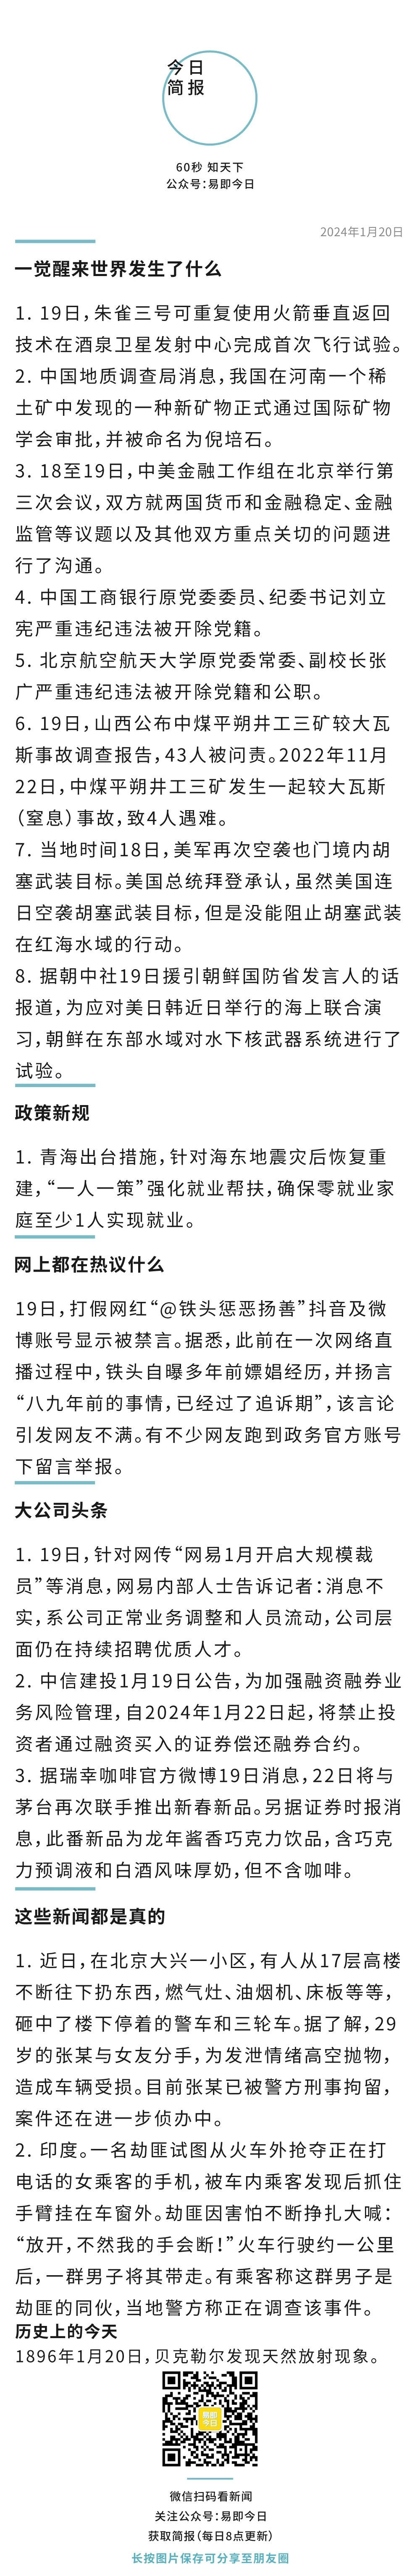 今日
简报
60秒 知天下
公众号：易即今日
2024年1月20日
一觉醒来世界发生了什么
1. 19日，朱雀三号可重复使用火箭垂直返回
技术在酒泉卫星发射中心完成首次飞行试验。
2. 中国地质调查局消息，我国在河南一个稀
土矿中发现的一种新矿物正式通过国际矿物
学会审批，并被命名为倪培石。
3. 18至19日，中美金融工作组在北京举行第
三次会议，双方就两国货币和金融稳定、金融
监管等议题以及其他双方重点关切的问题进
行了沟通。
4. 中国工商银行原党委委员、纪委书记刘立
宪严重违纪违法被开除党籍。
5. 北京航空航天大学原党委常委、副校长张
广严重违纪违法被开除党籍和公职。
6. 19日，山西公布中煤平朔井工三矿较大瓦
斯事故调查报告，43人被问责。2022年11月
22日，中煤平朔井工三矿发生一起较大瓦斯
（窒息）事故，致4人遇难。
7. 当地时间18日，美军再次空袭也门境内胡
塞武装目标。美国总统拜登承认，虽然美国连
日空袭胡塞武装目标，但是没能阻止胡塞武装
在红海水域的行动。
8. 据朝中社19日援引朝鲜国防省发言人的话
报道，为应对美日韩近日举行的海上联合演
习，朝鲜在东部水域对水下核武器系统进行了
试验。
政策新规
1. 青海出台措施，针对海东地震灾后恢复重
建，“一人一策”强化就业帮扶，确保零就业家
庭至少1人实现就业。
网上都在热议什么
19日，打假网红“@铁头惩恶扬善”抖音及微
博账号显示被禁言。据悉，此前在一次网络直
播过程中，铁头自曝多年前嫖娼经历，并扬言
“八九年前的事情，已经过了追诉期”，该言论
引发网友不满。有不少网友跑到政务官方账号
下留言举报。
大公司头条
1. 19日，针对网传“网易1月开启大规模裁
员”等消息，网易内部人士告诉记者：消息不
实，系公司正常业务调整和人员流动，公司层
面仍在持续招聘优质人才。
2. 中信建投1月19日公告，为加强融资融券业
务风险管理，自2024年1月22日起，将禁止投
资者通过融资买入的证券偿还融券合约。
3. 据瑞幸咖啡官方微博19日消息，22日将与
茅台再次联手推出新春新品。另据证券时报消
息，此番新品为龙年酱香巧克力饮品，含巧克
力预调液和白酒风味厚奶，但不含咖啡。
这些新闻都是真的
1. 近日，在北京大兴一小区，有人从17层高楼
不断往下扔东西，燃气灶、油烟机、床板等等，
砸中了楼下停着的警车和三轮车。据了解，29
岁的张某与女友分手，为发泄情绪高空抛物，
造成车辆受损。目前张某已被警方刑事拘留，
案件还在进一步侦办中。
2. 印度。一名劫匪试图从火车外抢夺正在打
电话的女乘客的手机，被车内乘客发现后抓住
手臂挂在车窗外。劫匪因害怕不断挣扎大喊：
“放开，不然我的手会断！”火车行驶约一公里
后，一群男子将其带走。有乘客称这群男子是
劫匪的同伙，当地警方称正在调查该事件。
历史上的今天
1896年1月20日，贝克勒尔发现天然放射现象。
易即
今日
微信扫码看新闻
关注公众号：易即今日
获取简报（每日8点更新）
长按图片保存可分享至朋友圈